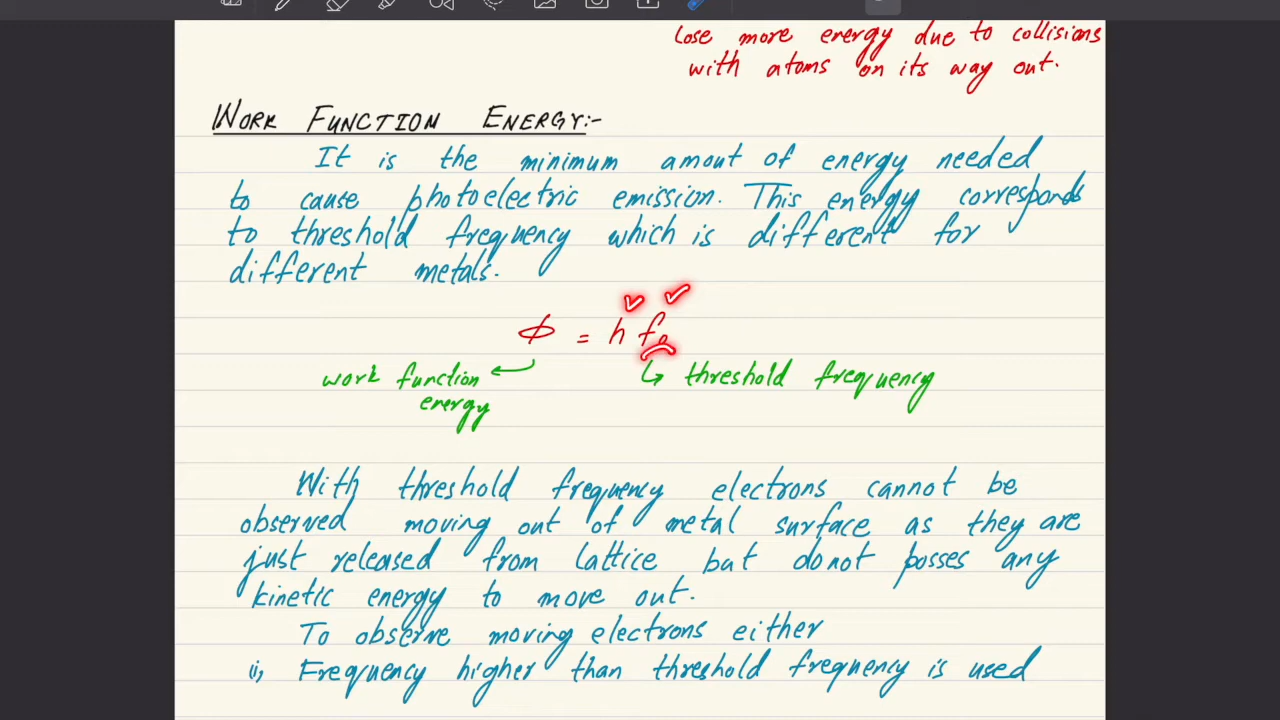 Lose more energy due to collisions
with atoms on its way out.
WORK FUNCTION ENERGY:-
It is the minimum amout of energy needed
to cause photoelectric emission. This energy corresponds
to threshold frequency which is different for
different metals.
ϕ = h f₀
work function
energy
↳ threshold frequency
With threshold frequency electrons cannot be
observed moving out of metal surface as they are
just released from lattice but donot posses any
kinetic energy to move out.
To observe moving electrons either
i, Frequency higher than threshold frequency is used